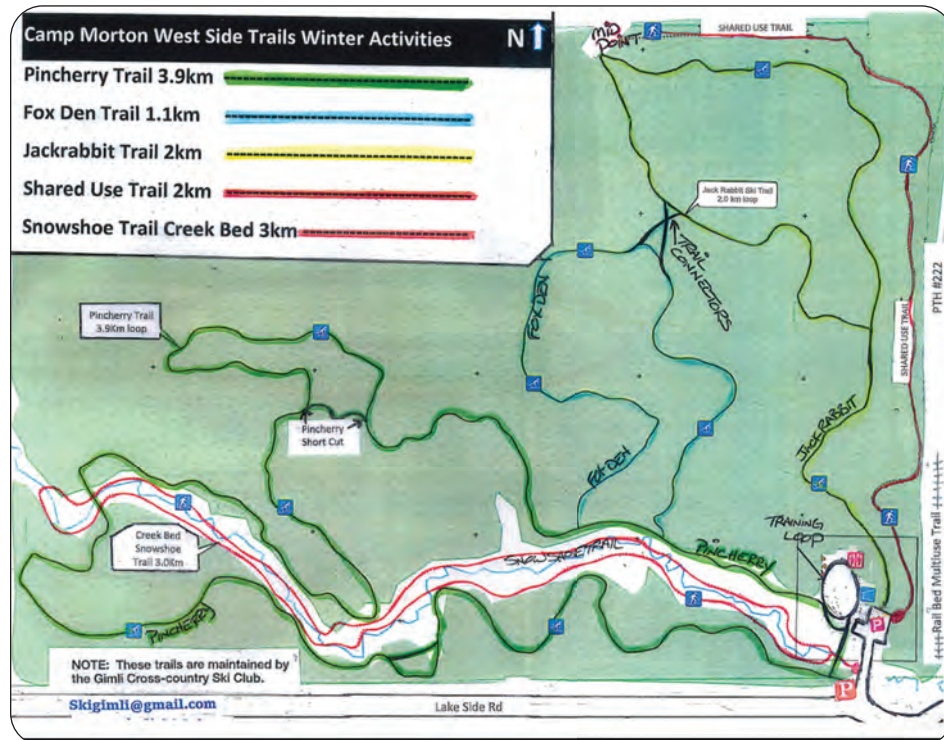 Camp Morton West Side Trails Winter Activities
N
Pincherry Trail 3.9km
Fox Den Trail 1.1km
Jackrabbit Trail 2km
Shared Use Trail 2km
Snowshoe Trail Creek Bed 3km
MID
POINT
SHARED USE TRAIL
Jack Rabbit Ski Trail
2.0 km loop
TRAIL
CONNECTORS
FOX DEN
PTH #222
SHARED USE TRAIL
Pincherry Trail
3.9Km loop
Pincherry
Short Cut
FOX DEN
JACKRABBIT
TRAINING
LOOP
Creek Bed
Snowshoe
Trail 3.0Km
SNOWSHOE TRAIL
PINCHERRY
Rail Bed Multiuse Trail
P
P
PINCHERRY
NOTE: These trails are maintained by
the Gimli Cross-country Ski Club.
Skigimli@gmail.com
Lake Side Rd